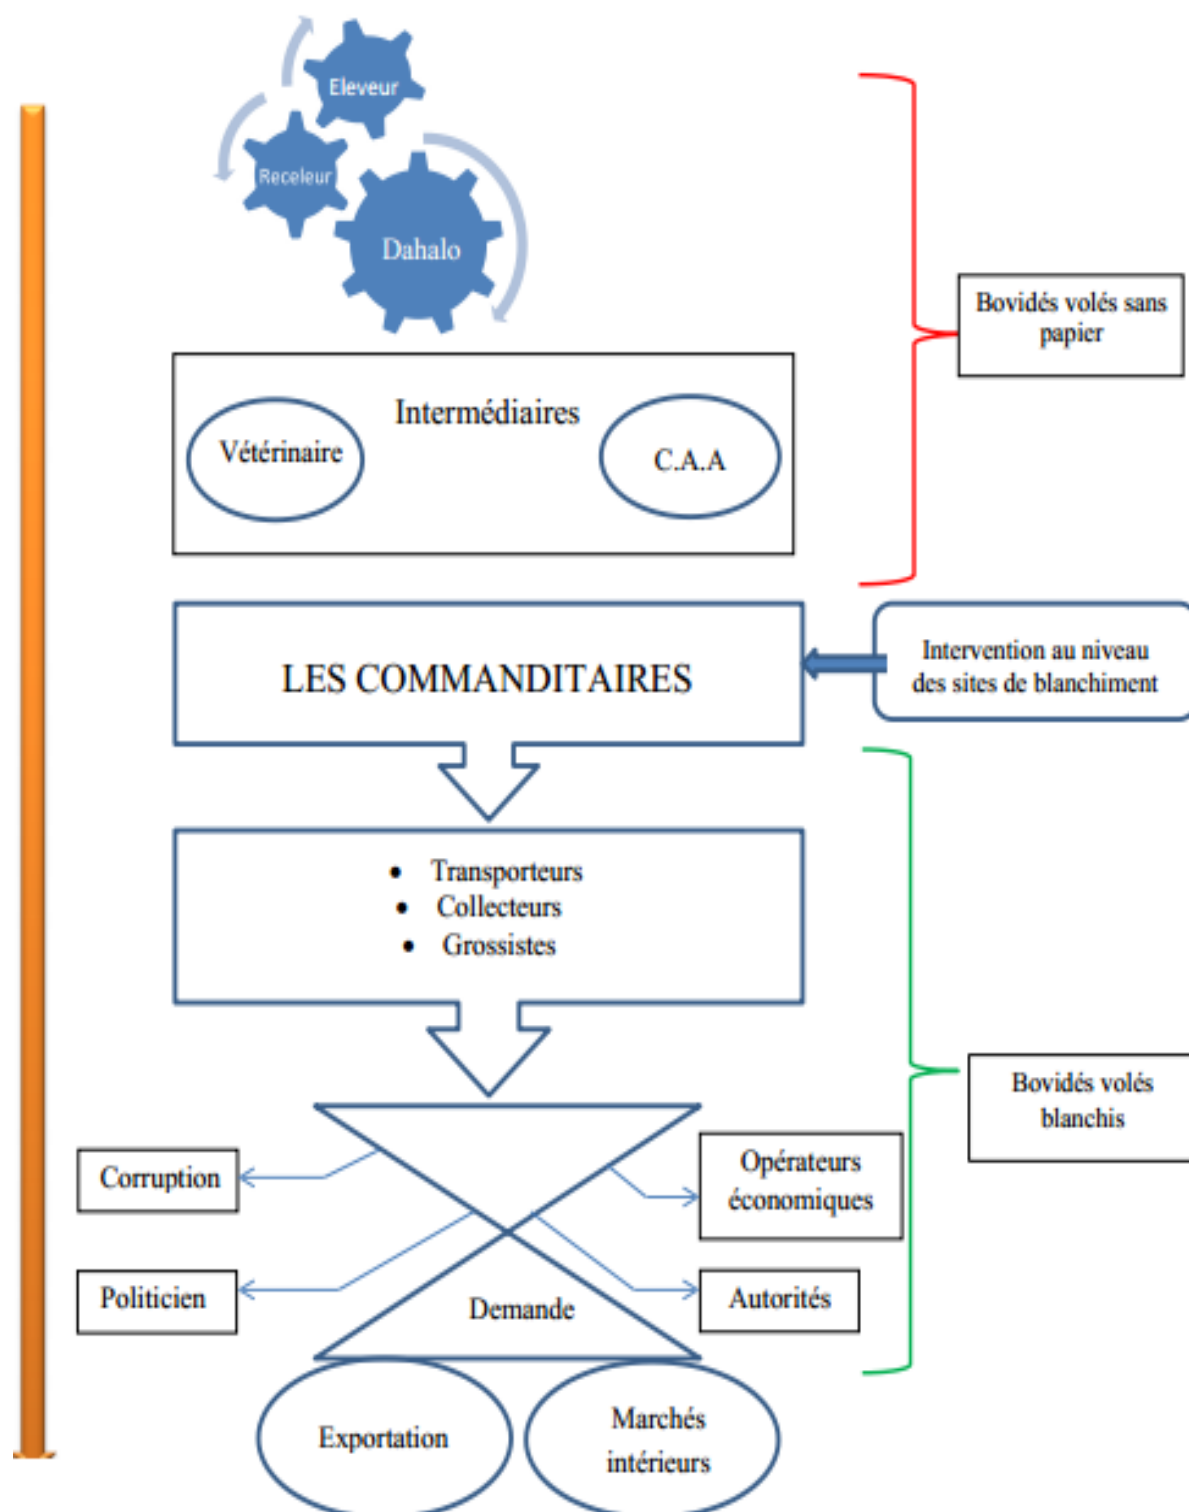 Eleveur
Receleur
Dahalo
Bovidés volés sans
papier
Intermédiaires
Vétérinaire
C.A.A
LES COMMANDITAIRES
Intervention au niveau
des sites de blanchiment
• Transporteurs
• Collecteurs
• Grossistes
Bovidés volés
blanchis
Corruption
Opérateurs
économiques
Politicien
Autorités
Demande
Exportation
Marchés
intérieurs